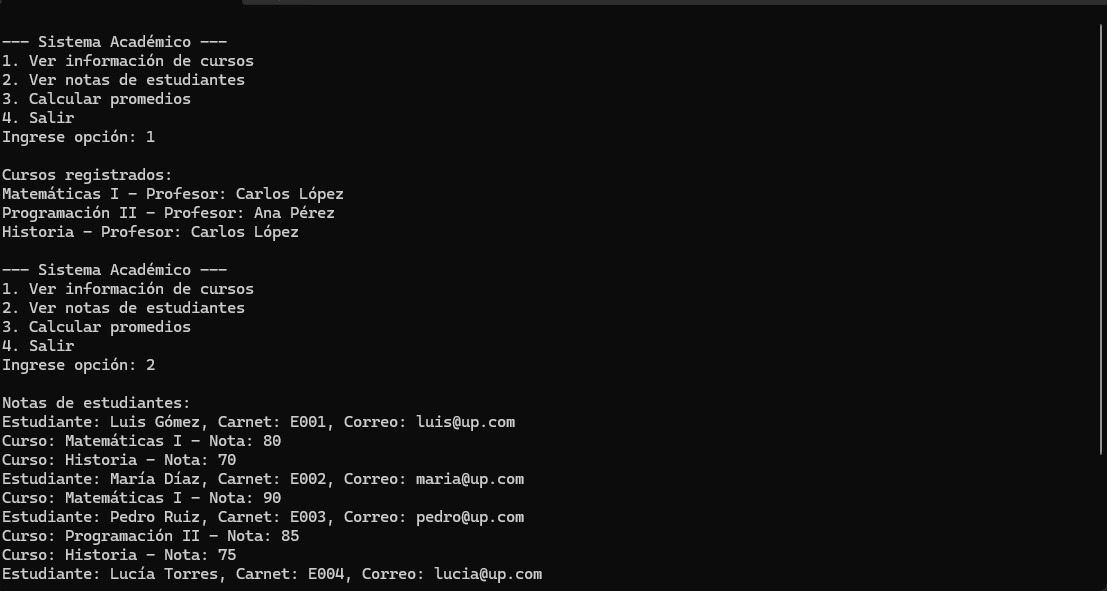 --- Sistema Académico ---
1. Ver información de cursos
2. Ver notas de estudiantes
3. Calcular promedios
4. Salir
Ingrese opción: 1
Cursos registrados:
Matemáticas I - Profesor: Carlos López
Programación II - Profesor: Ana Pérez
Historia - Profesor: Carlos López
--- Sistema Académico ---
1. Ver información de cursos
2. Ver notas de estudiantes
3. Calcular promedios
4. Salir
Ingrese opción: 2
Notas de estudiantes:
Estudiante: Luis Gómez, Carnet: E001, Correo: luis@up.com
Curso: Matemáticas I - Nota: 80
Curso: Historia - Nota: 70
Estudiante: María Díaz, Carnet: E002, Correo: maria@up.com
Curso: Matemáticas I - Nota: 90
Estudiante: Pedro Ruiz, Carnet: E003, Correo: pedro@up.com
Curso: Programación II - Nota: 85
Curso: Historia - Nota: 75
Estudiante: Lucía Torres, Carnet: E004, Correo: lucia@up.com